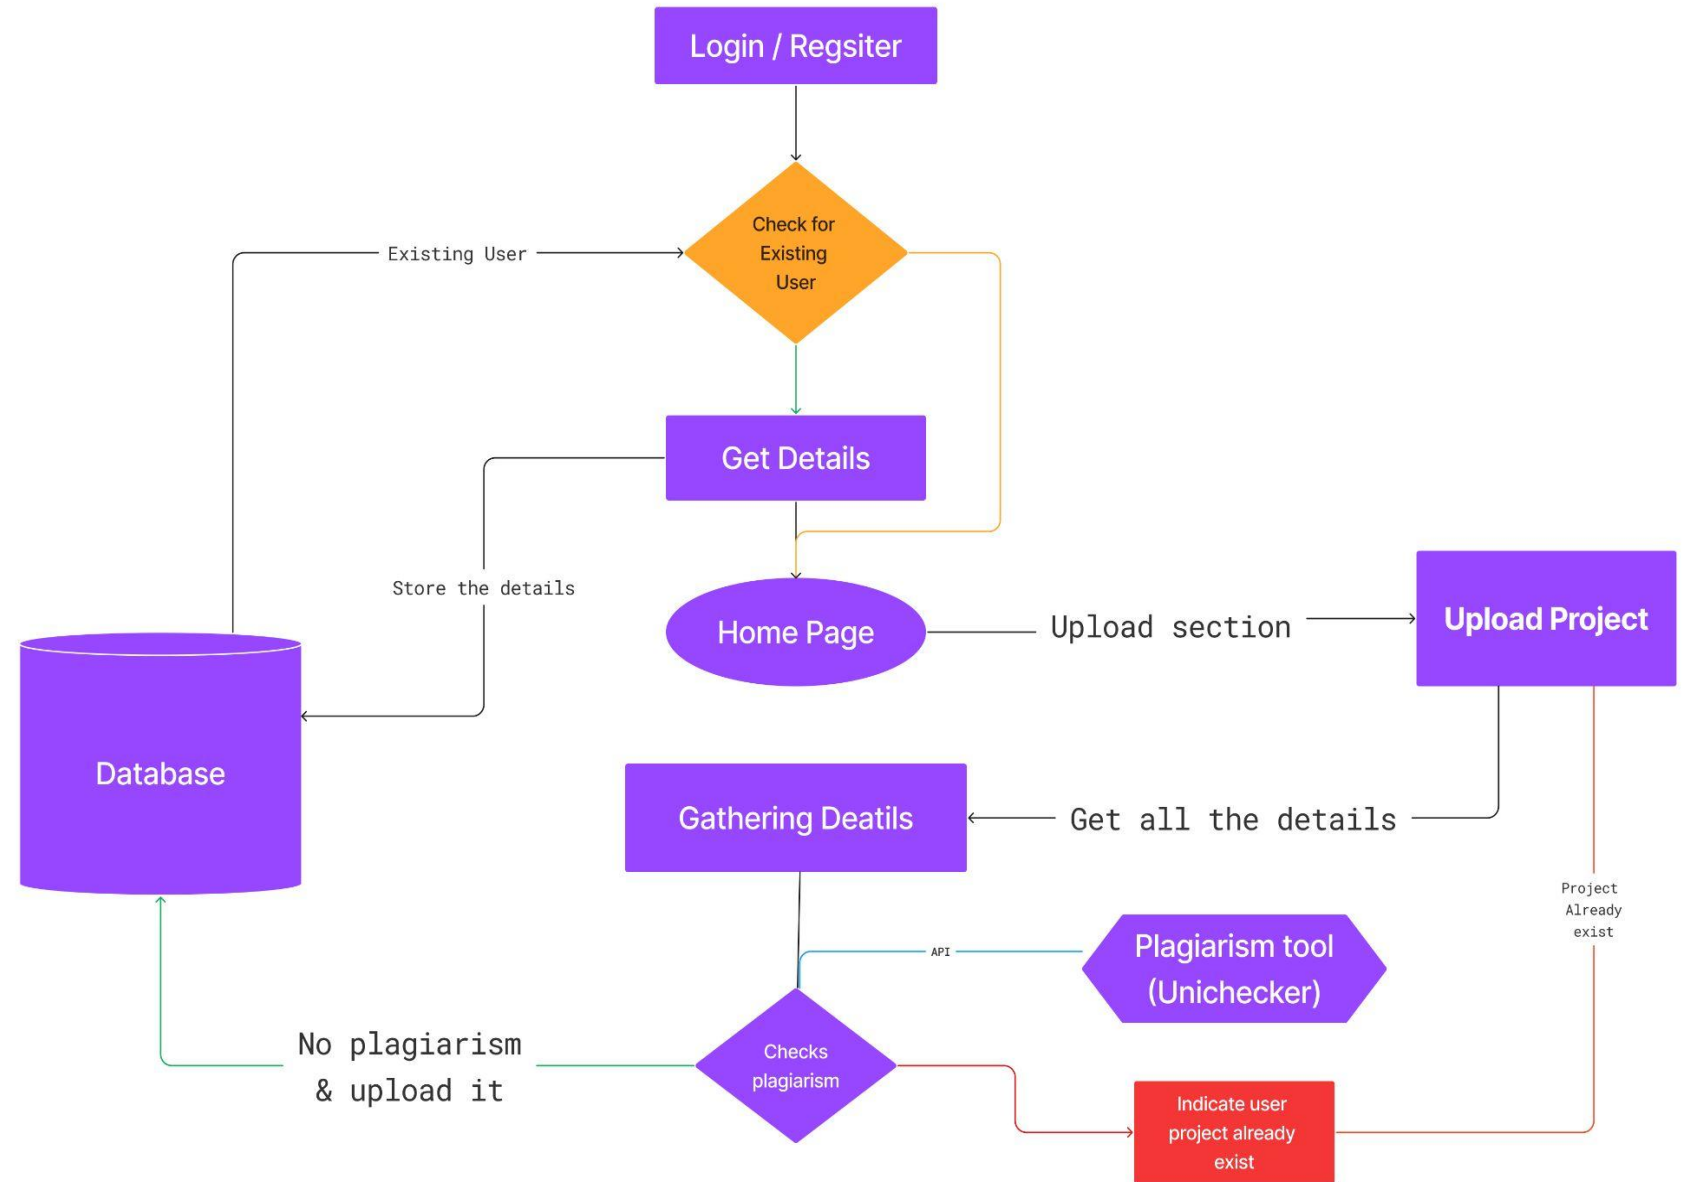 Login / Regsiter
Check for
Existing
User
Existing User
Get Details
Store the details
Home Page
Upload section
Upload Project
Database
Gathering Deatils
Get all the details
Project
Already
exist
API
Plagiarism tool
(Unichecker)
No plagiarism
& upload it
Checks
plagiarism
Indicate user
project already
exist